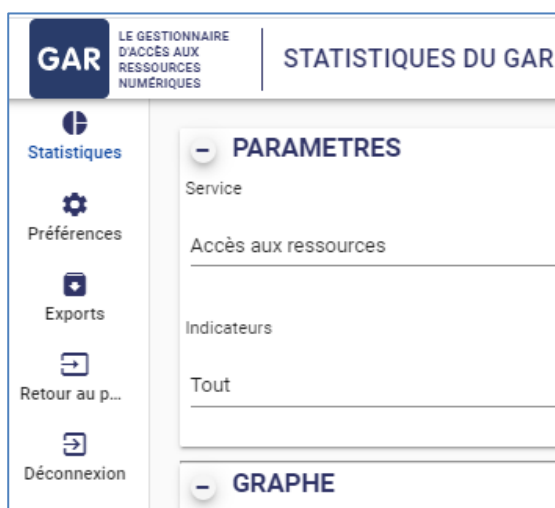 GAR
LE GESTIONNAIRE
D'ACCÈS AUX
RESSOURCES
NUMÉRIQUES
STATISTIQUES DU GAR
Statistiques
Préférences
Exports
Retour au p...
Déconnexion
PARAMETRES
Service
Accès aux ressources
Indicateurs
Tout
GRAPHE